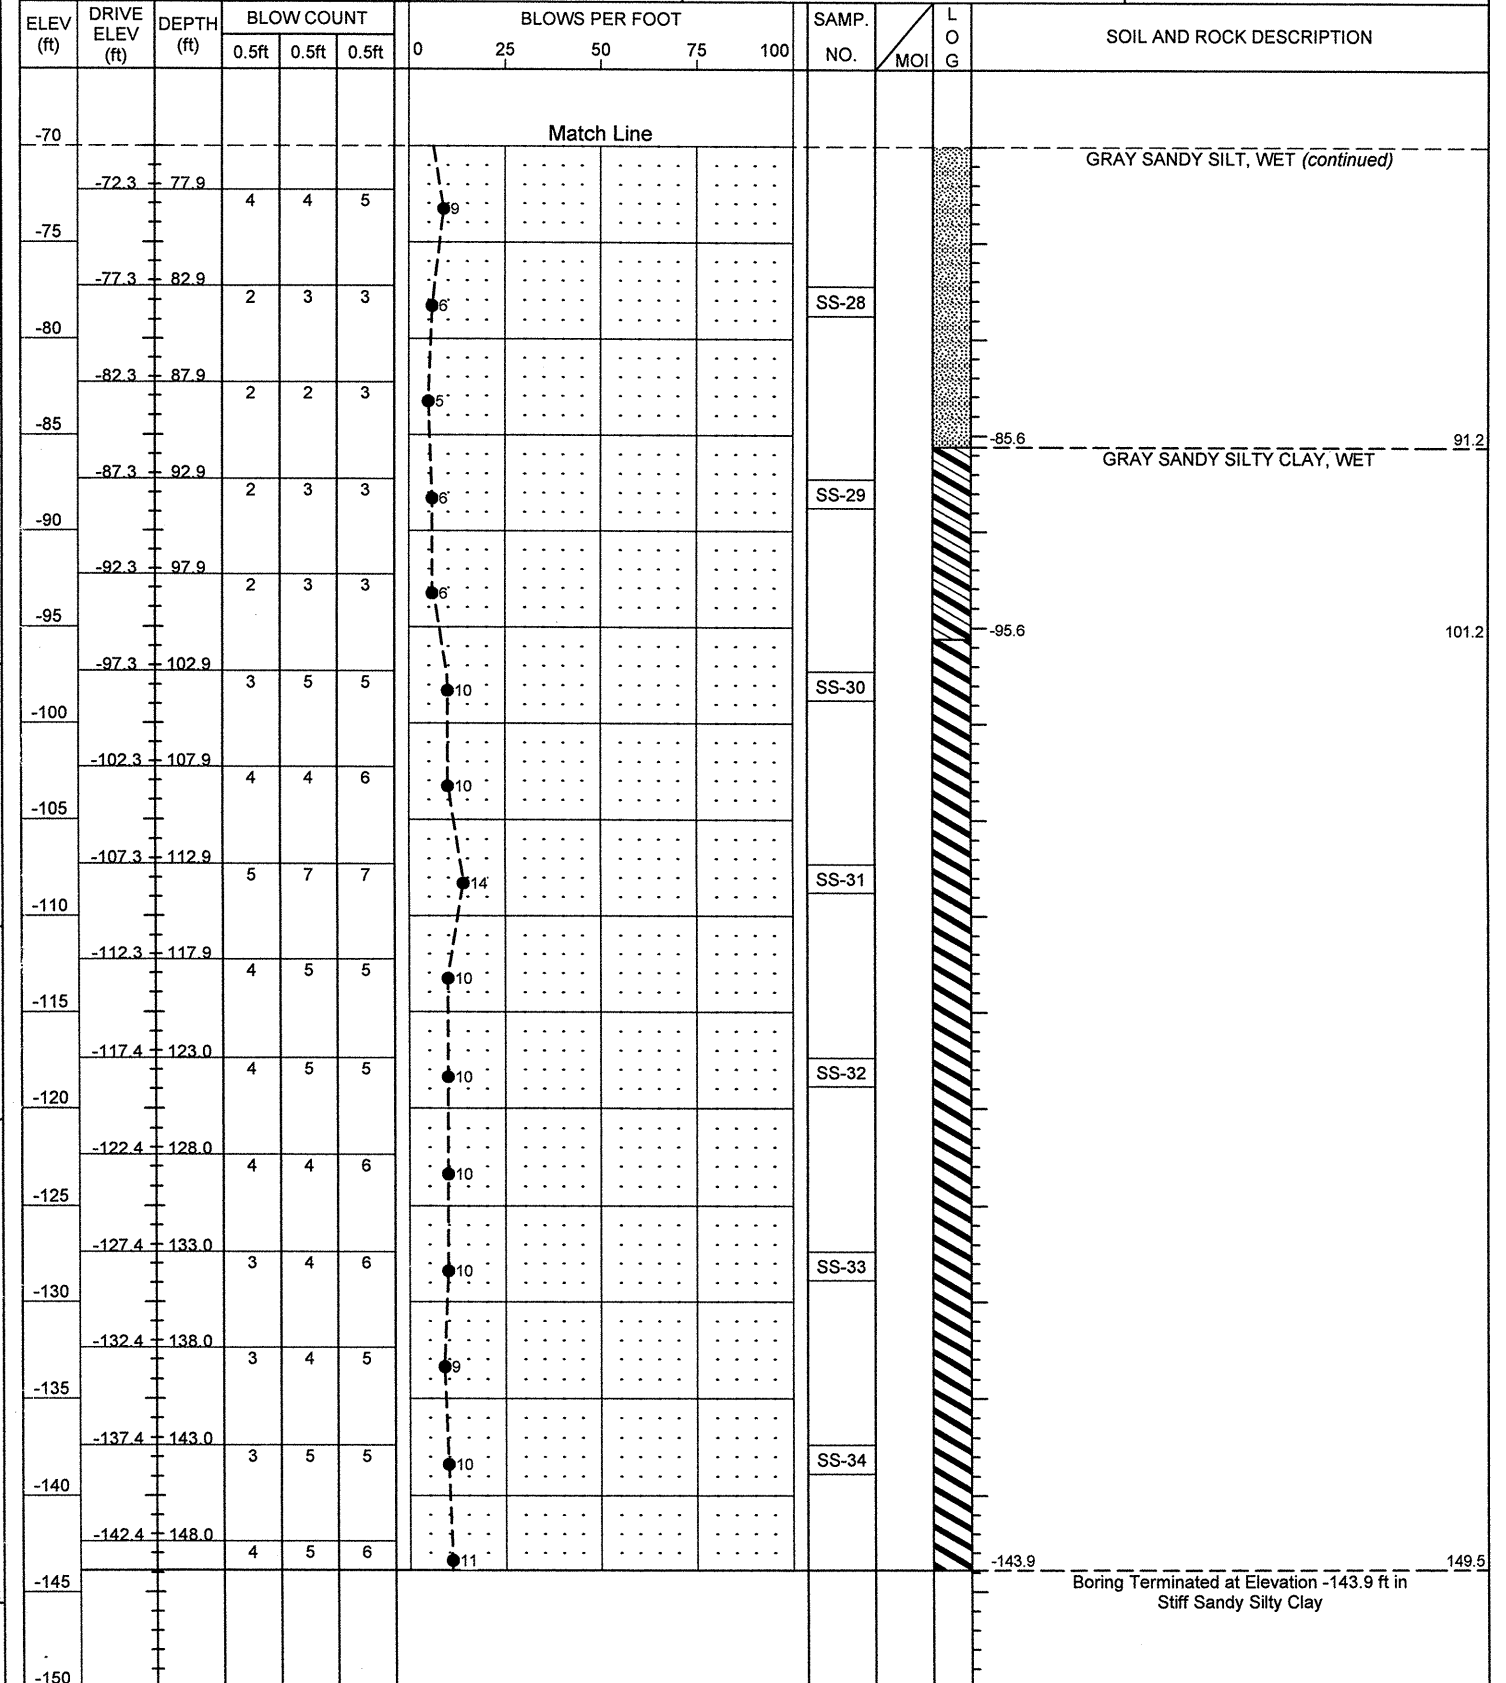 ELEV (ft) DRIVE ELEV (ft) DEPTH (ft) BLOW COUNT BLOWS PER FOOT SAMP. NO. MOI LOG SOIL AND ROCK DESCRIPTION
0.5ft 0.5ft 0.5ft 0 25 50 75 100
-70 Match Line
GRAY SANDY SILT, WET (continued)
-72.3 77.9
4 4 5 9
-75
-77.3 82.9
2 3 3 6 SS-28
-80
-82.3 87.9
2 2 3 5
-85
-85.6 91.2
GRAY SANDY SILTY CLAY, WET
-87.3 92.9
2 3 3 6 SS-29
-90
-92.3 97.9
2 3 3 6
-95
-95.6 101.2
-97.3 102.9
3 5 5 10 SS-30
-100
-102.3 107.9
4 4 6 10
-105
-107.3 112.9
5 7 7 14 SS-31
-110
-112.3 117.9
4 5 5 10
-115
-117.4 123.0
4 5 5 10 SS-32
-120
-122.4 128.0
4 4 6 10
-125
-127.4 133.0
3 4 6 10 SS-33
-130
-132.4 138.0
3 4 5 9
-135
-137.4 143.0
3 5 5 10 SS-34
-140
-142.4 148.0
4 5 6 11
-143.9 149.5
-145
Boring Terminated at Elevation -143.9 ft in
Stiff Sandy Silty Clay
-150